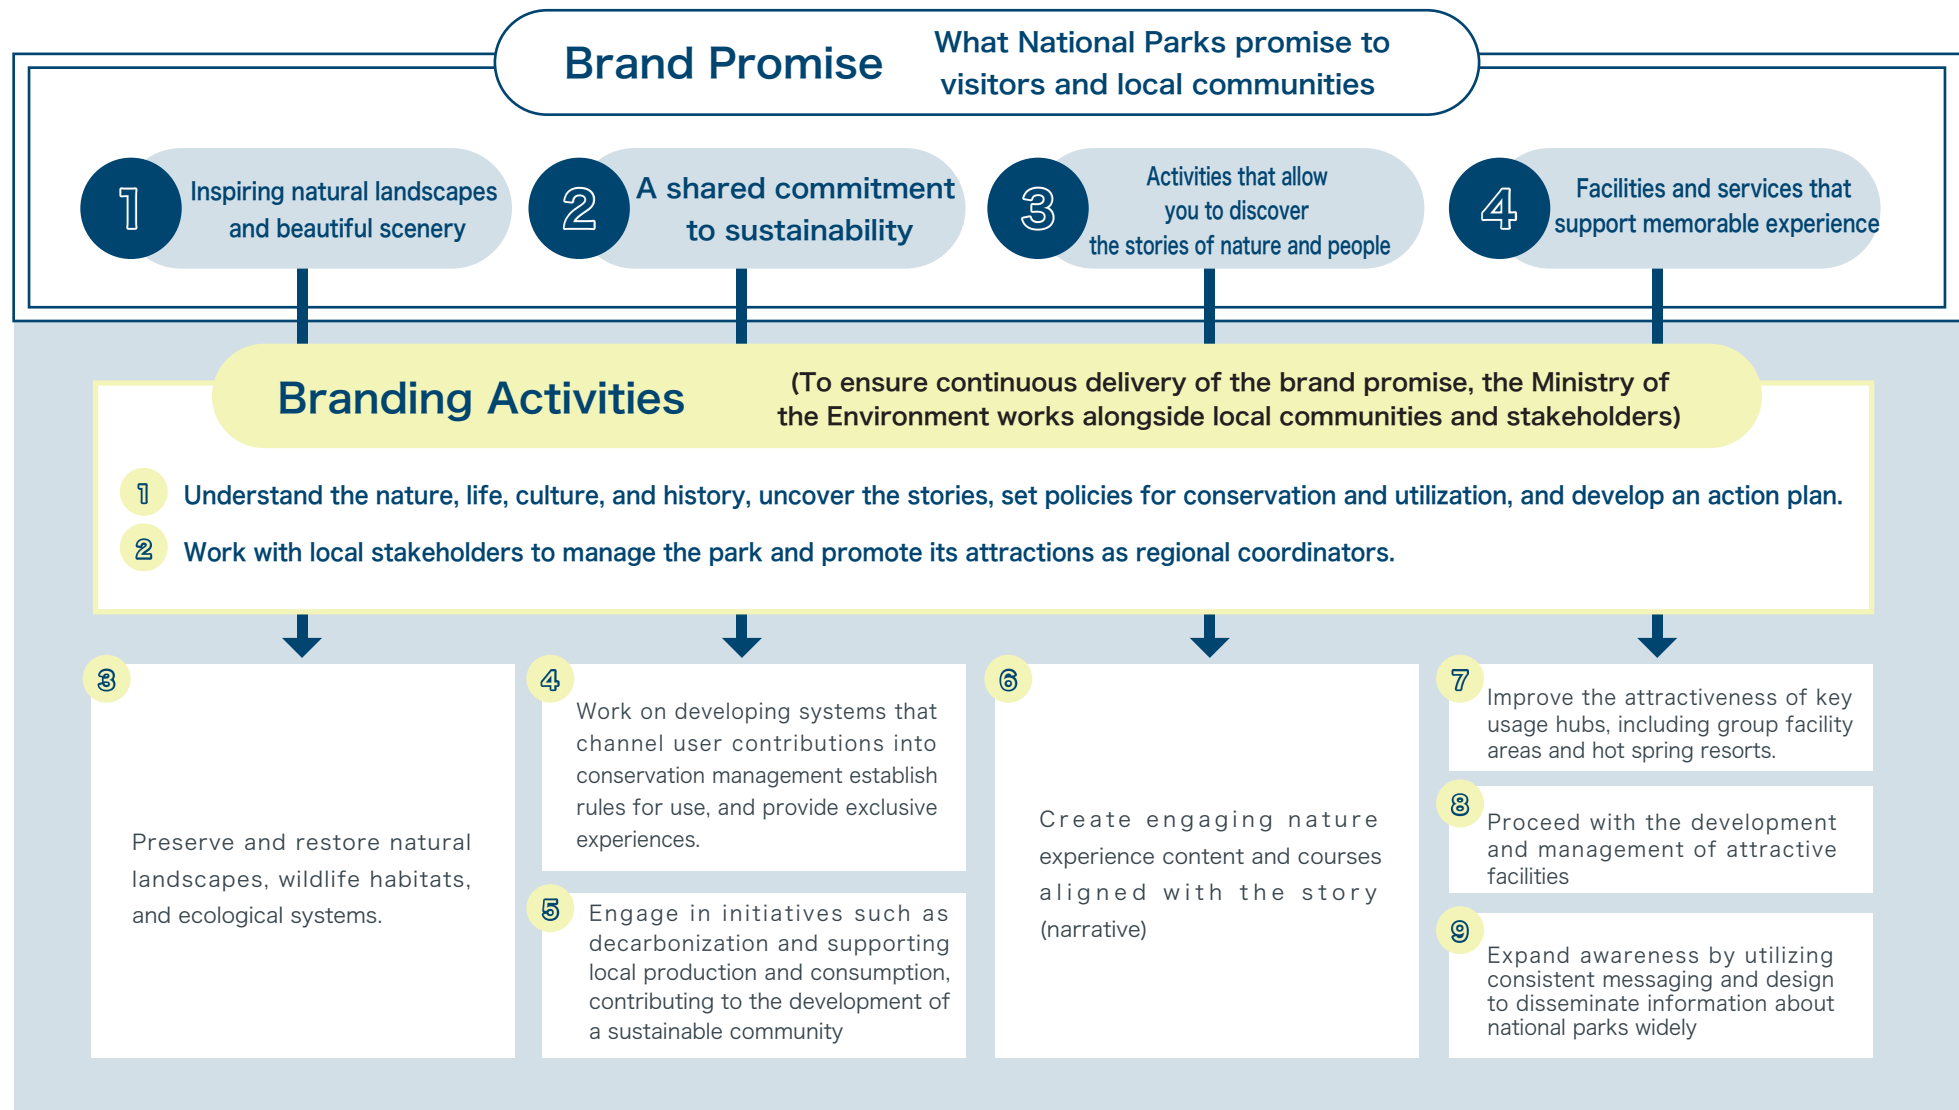 Brand Promise
What National Parks promise to
visitors and local communities
1
Inspiring natural landscapes
and beautiful scenery
2
A shared commitment
to sustainability
3
Activities that allow
you to discover
the stories of nature and people
4
Facilities and services that
support memorable experience
Branding Activities
(To ensure continuous delivery of the brand promise, the Ministry of
the Environment works alongside local communities and stakeholders)
1 Understand the nature, life, culture, and history, uncover the stories, set policies for conservation and utilization, and develop an action plan.
2 Work with local stakeholders to manage the park and promote its attractions as regional coordinators.
3
Preserve and restore natural
landscapes, wildlife habitats,
and ecological systems.
4
Work on developing systems that
channel user contributions into
conservation management establish
rules for use, and provide exclusive
experiences.
5
Engage in initiatives such as
decarbonization and supporting
local production and consumption,
contributing to the development of
a sustainable community
6
Create engaging nature
experience content and courses
aligned with the story
(narrative)
7
Improve the attractiveness of key
usage hubs, including group facility
areas and hot spring resorts.
8
Proceed with the development
and management of attractive
facilities
9
Expand awareness by utilizing
consistent messaging and design
to disseminate information about
national parks widely